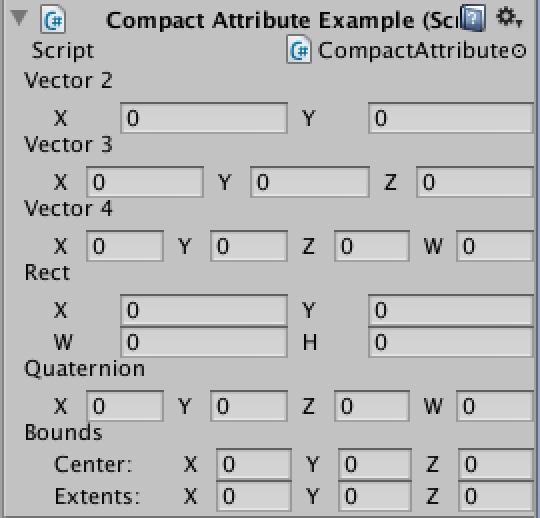 Compact Attribute Example (Scr
Script CompactAttribute
Vector 2
X 0 Y 0
Vector 3
X 0 Y 0 Z 0
Vector 4
X 0 Y 0 Z 0 W 0
Rect
X 0 Y 0
W 0 H 0
Quaternion
X 0 Y 0 Z 0 W 0
Bounds
Center: X 0 Y 0 Z 0
Extents: X 0 Y 0 Z 0